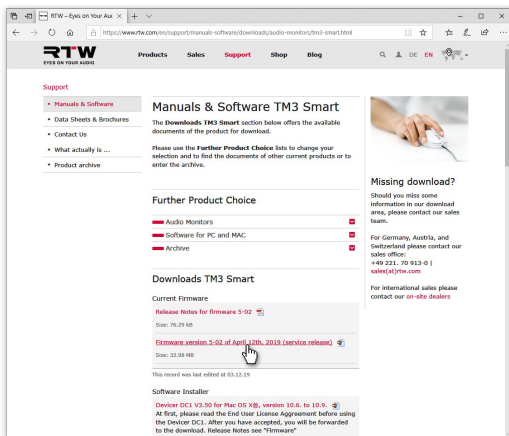 RTW – Eyes on Your Au
https://www.rtw.com/en/support/manuals-software/downloads/audio-monitors/tm3-smart.html
RTW
EYES ON YOUR AUDIO
Products Sales Support Shop Blog
DE EN
Support
Manuals & Software
Data Sheets & Brochures
Contact Us
What actually is ...
Product archive
Manuals & Software TM3 Smart
The Downloads TM3 Smart section below offers the available
documents of the product for download.
Please use the Further Product Choice lists to change your
selection and to find the documents of other current products or to
enter the archive.
Further Product Choice
Audio Monitors
Software for PC and MAC
Archive
Downloads TM3 Smart
Current Firmware
Release Notes for firmware 5-02
Size: 76.29 kB
Firmware version 5-02 of April 12th, 2019 (service release)
Size: 32.98 MB
This record was last edited at 03.12.19
Software Installer
Devicer DC1 V3.50 for Mac OS X®, version 10.6. to 10.9.
At first, please read the End User License Aggreement before using
the Devicer DC1. After you have accepted, you will be forwarded
to the download. Release Notes see "Firmware"
Missing download?
Should you miss some
information in our download
area, please contact our sales
team.
For Germany, Austria, and
Switzerland please contact our
sales office:
+49 221. 70 913-0 |
sales(at)rtw.com
For international sales please
contact our on-site dealers